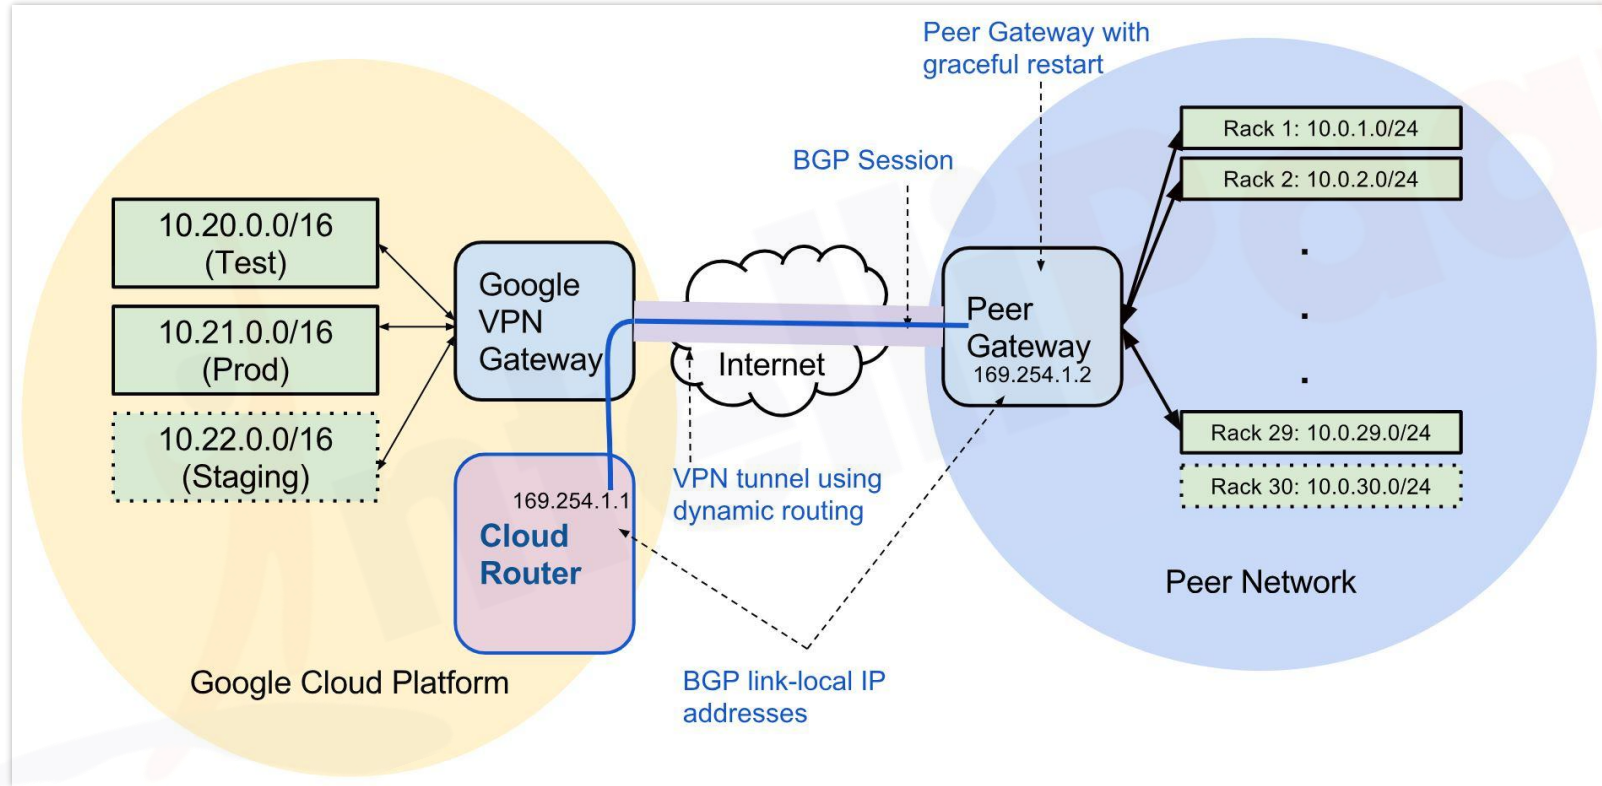 Peer Gateway with
graceful restart
BGP Session
Rack 1: 10.0.1.0/24
Rack 2: 10.0.2.0/24
.
.
.
Rack 29: 10.0.29.0/24
Rack 30: 10.0.30.0/24
10.20.0.0/16
(Test)
10.21.0.0/16
(Prod)
10.22.0.0/16
(Staging)
Google
VPN
Gateway
Internet
Peer
Gateway
169.254.1.2
169.254.1.1
Cloud
Router
VPN tunnel using
dynamic routing
Peer Network
Google Cloud Platform
BGP link-local IP
addresses